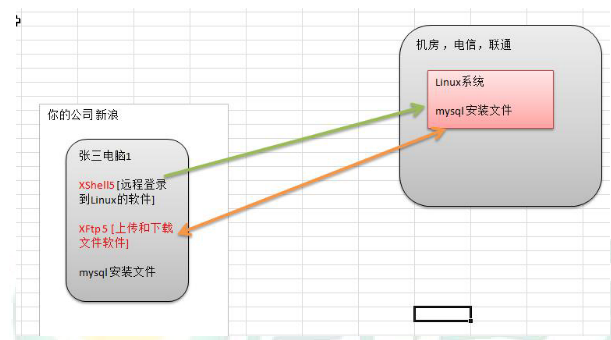 机房，电信，联通
Linux系统
mysql 安装文件
你的公司 新浪
张三电脑1
XShell5 [远程登录
到Linux的软件]
XFtp 5 [上传和下载
文件软件]
mysql 安装文件